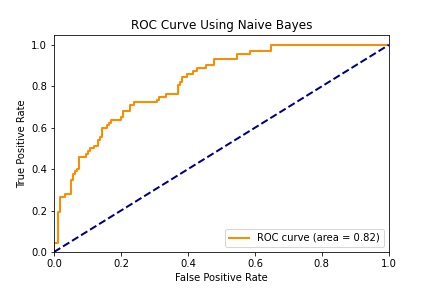 ROC Curve Using Naive Bayes
True Positive Rate
1.0
0.8
0.6
0.4
0.2
0.0
ROC curve (area = 0.82)
0.0 0.2 0.4 0.6 0.8 1.0
False Positive Rate